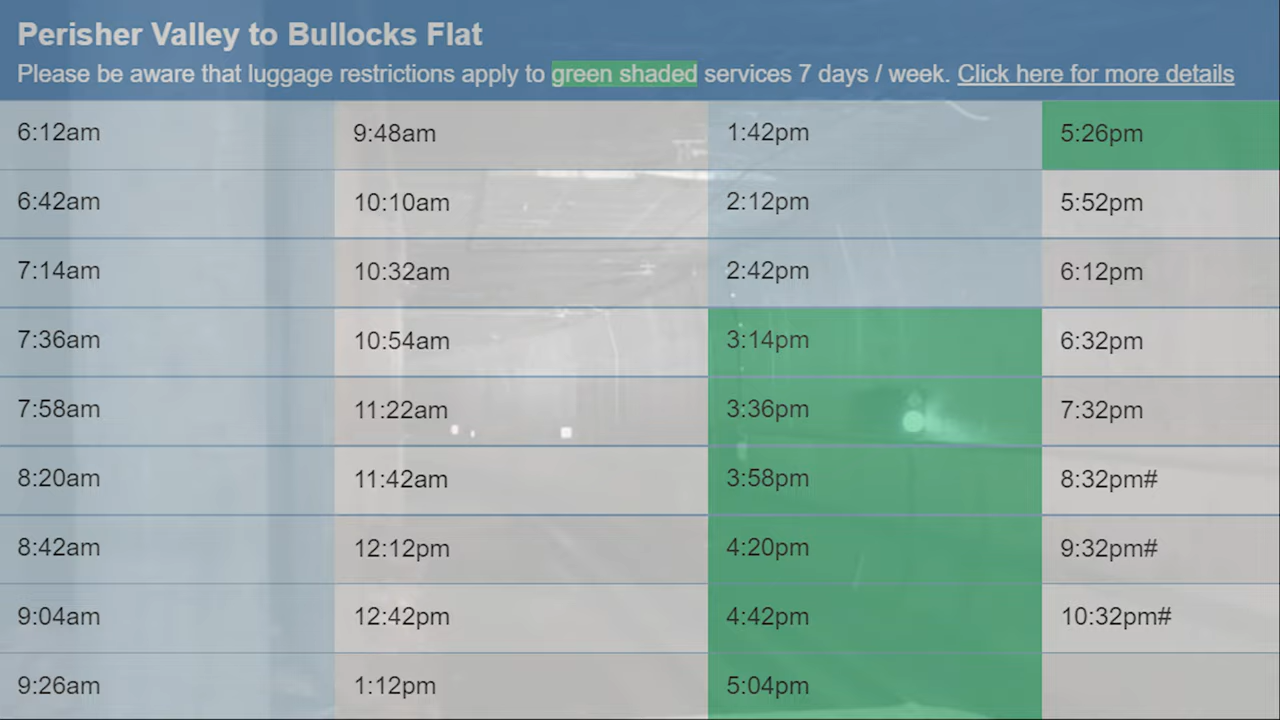 Perisher Valley to Bullocks Flat
Please be aware that luggage restrictions apply to green shaded services 7 days / week. Click here for more details
6:12am 9:48am 1:42pm 5:26pm
6:42am 10:10am 2:12pm 5:52pm
7:14am 10:32am 2:42pm 6:12pm
7:36am 10:54am 3:14pm 6:32pm
7:58am 11:22am 3:36pm 7:32pm
8:20am 11:42am 3:58pm 8:32pm#
8:42am 12:12pm 4:20pm 9:32pm#
9:04am 12:42pm 4:42pm 10:32pm#
9:26am 1:12pm 5:04pm